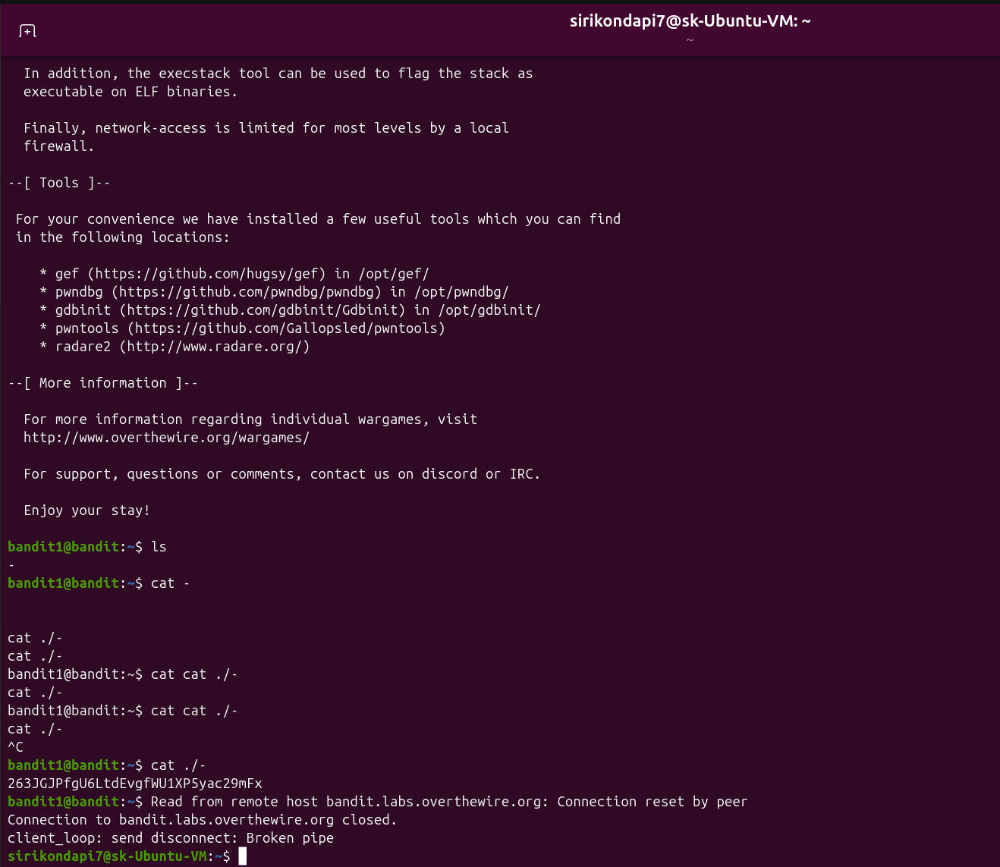 sirikondapi7@sk-Ubuntu-VM: ~
~
In addition, the execstack tool can be used to flag the stack as
executable on ELF binaries.
Finally, network-access is limited for most levels by a local
firewall.
--[ Tools ]--
For your convenience we have installed a few useful tools which you can find
in the following locations:
* gef (https://github.com/hugsy/gef) in /opt/gef/
* pwndbg (https://github.com/pwndbg/pwndbg) in /opt/pwndbg/
* gdbinit (https://github.com/gdbinit/Gdbinit) in /opt/gdbinit/
* pwntools (https://github.com/Gallopsled/pwntools)
* radare2 (http://www.radare.org/)
--[ More information ]--
For more information regarding individual wargames, visit
http://www.overthewire.org/wargames/
For support, questions or comments, contact us on discord or IRC.
Enjoy your stay!
bandit1@bandit:~$ ls
-
bandit1@bandit:~$ cat -
cat ./-
cat ./-
bandit1@bandit:~$ cat cat ./-
cat ./-
bandit1@bandit:~$ cat cat ./-
cat ./-
^C
bandit1@bandit:~$ cat ./-
263JGJPfgU6LtdEvgfWU1XP5yac29mFx
bandit1@bandit:~$ Read from remote host bandit.labs.overthewire.org: Connection reset by peer
Connection to bandit.labs.overthewire.org closed.
client_loop: send disconnect: Broken pipe
sirikondapi7@sk-Ubuntu-VM:~$